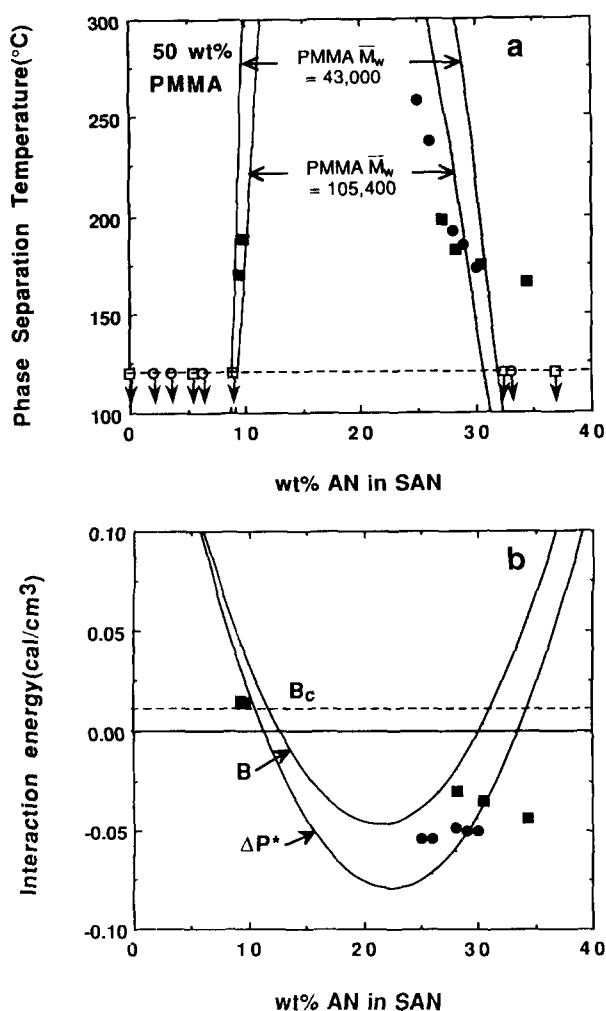 300
250
200
150
100
Phase Separation Temperature(°C)
50 wt%
PMMA
a
PMMA M̅w
= 43,000
PMMA M̅w
= 105,400
0 10 20 30 40
wt% AN in SAN
0.10
0.05
0.00
-0.05
-0.10
Interaction energy(cal/cm3)
b
Bc
B
ΔP*
0 10 20 30 40
wt% AN in SAN